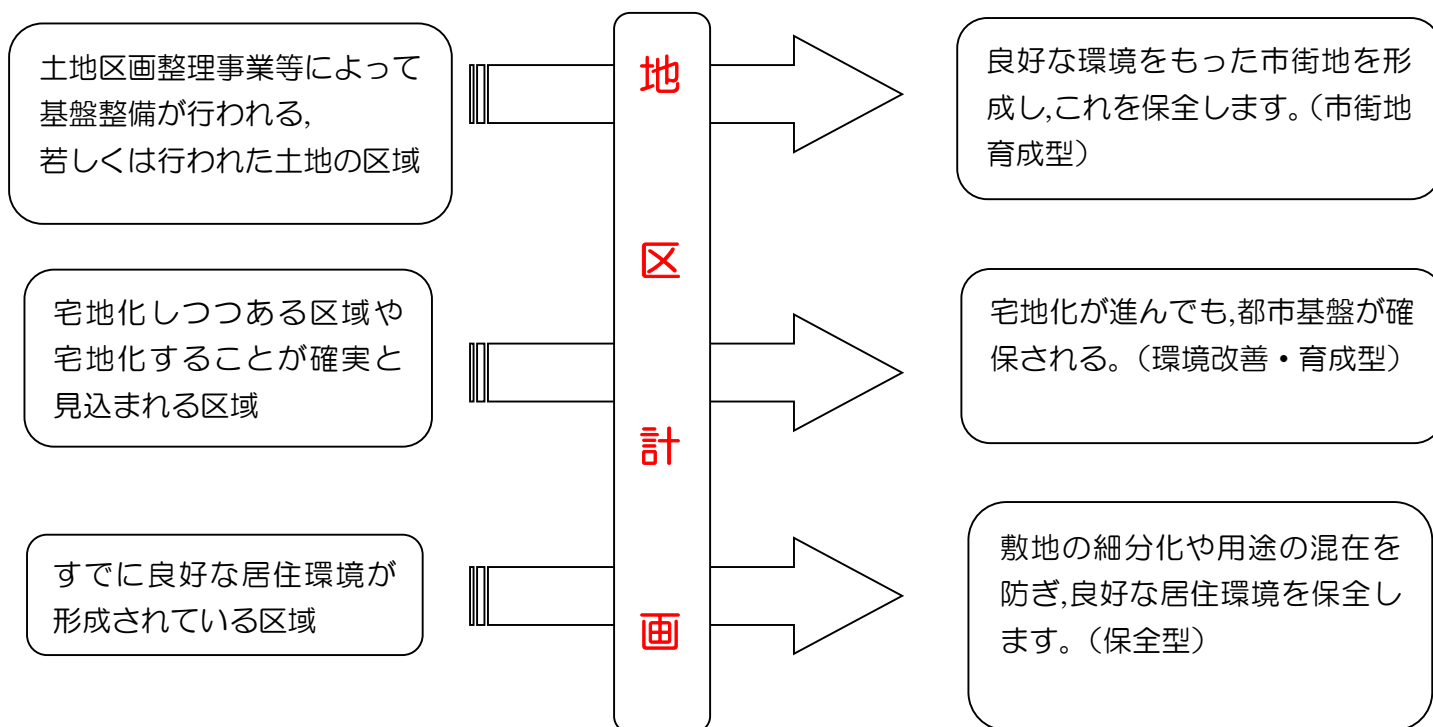 土地区画整理事業等によって
基盤整備が行われる,
若しくは行われた土地の区域
宅地化しつつある区域や
宅地化することが確実と
見込まれる区域
すでに良好な居住環境が
形成されている区域
地
区
計
画
良好な環境をもった市街地を形
成し,これを保全します。(市街地
育成型)
宅地化が進んでも,都市基盤が確
保される。(環境改善・育成型)
敷地の細分化や用途の混在を
防ぎ,良好な居住環境を保全し
ます。(保全型)